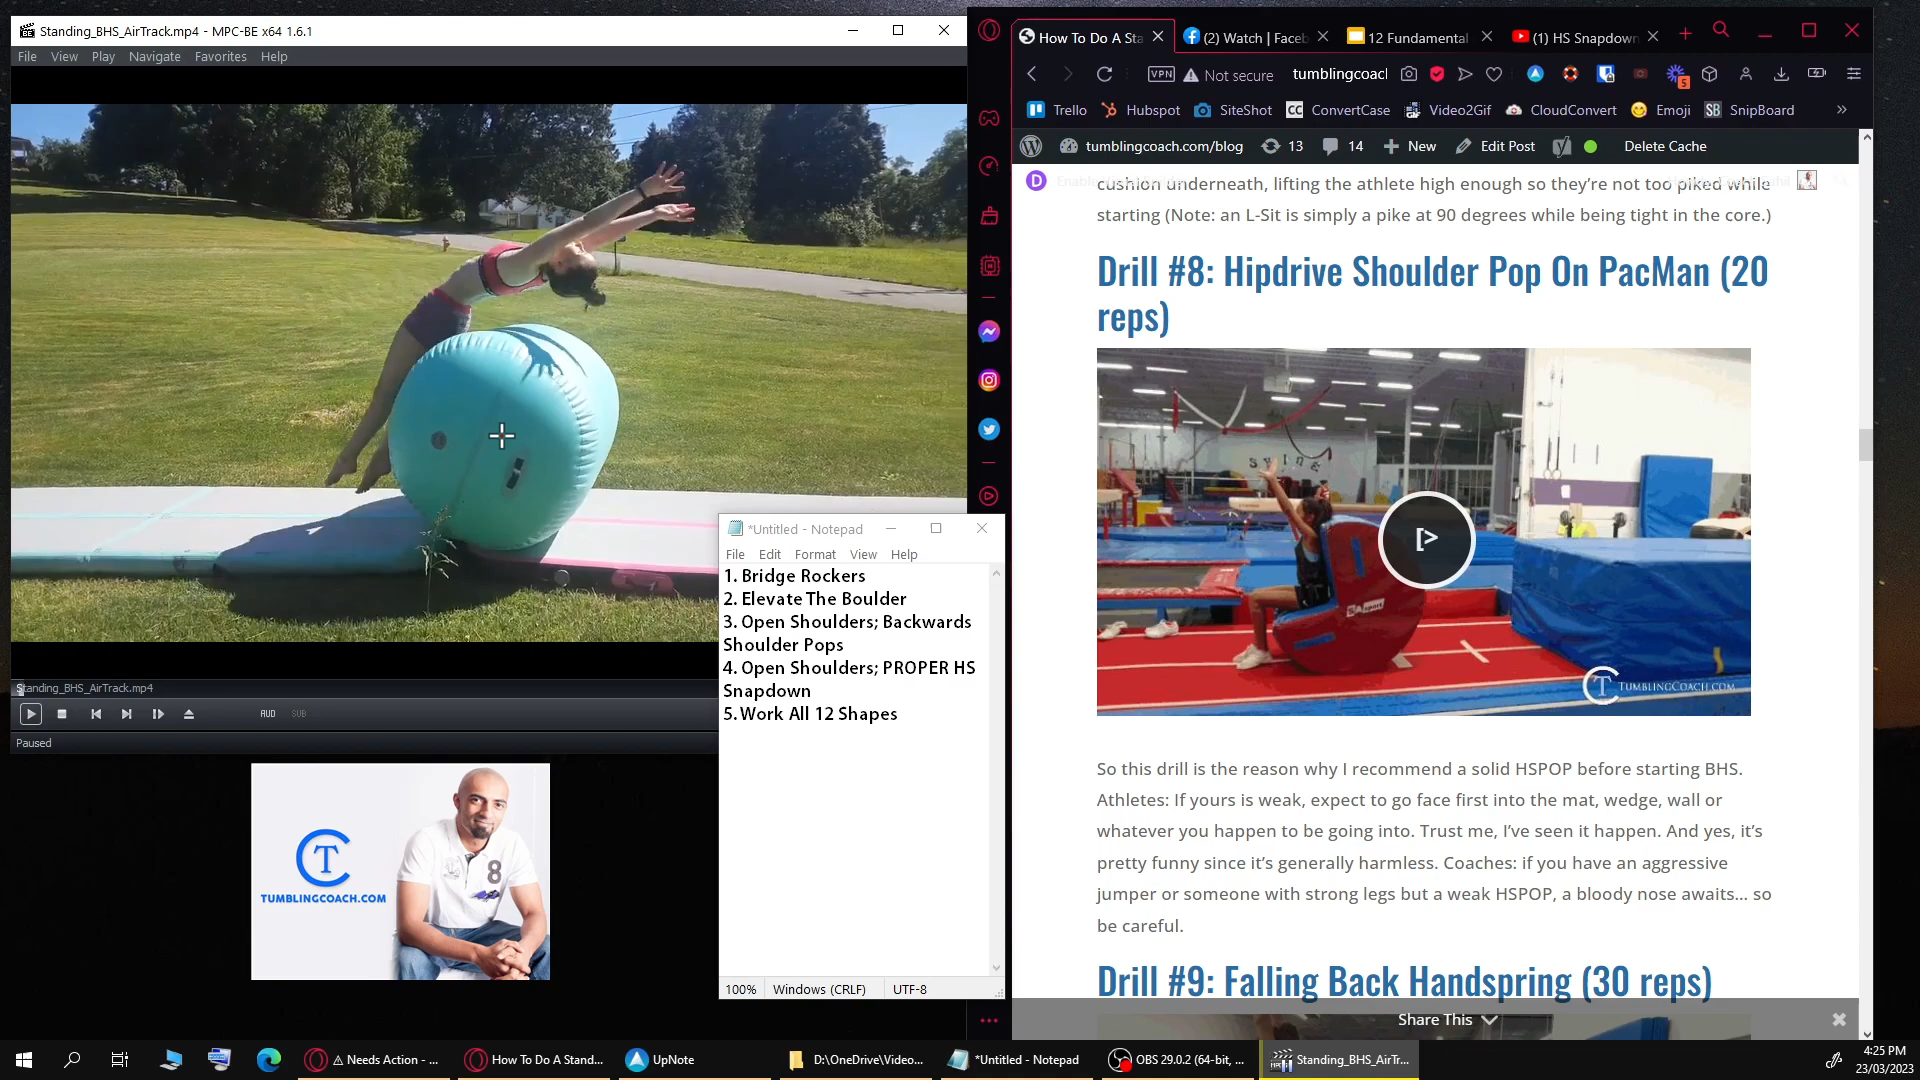 Standing_BHS_AirTrack.mp4 - MPC-BE x64 1.6.1
File View Play Navigate Favorites Help
Standing_BHS_AirTrack.mp4
AUD SUB
Paused
8
TUMBLINGCOACH.COM
*Untitled - Notepad
File Edit Format View Help
1. Bridge Rockers
2. Elevate The Boulder
3. Open Shoulders; Backwards
Shoulder Pops
4. Open Shoulders; PROPER HS
Snapdown
5. Work All 12 Shapes
100% Windows (CRLF) UTF-8
How To Do A Sta (2) Watch | Faceb 12 Fundamental (1) HS Snapdown
VPN Not secure tumblingcoacl 5
Trello Hubspot SiteShot CC ConvertCase Video2Gif CloudConvert Emoji SB SnipBoard »
tumblingcoach.com/blog 13 14 New Edit Post Delete Cache
cushion underneath, lifting the athlete high enough so they’re not too piked while
starting (Note: an L-Sit is simply a pike at 90 degrees while being tight in the core.)
Drill #8: Hipdrive Shoulder Pop On PacMan (20
reps)
TUMBLINGCOACH.COM
So this drill is the reason why I recommend a solid HSPOP before starting BHS.
Athletes: If yours is weak, expect to go face first into the mat, wedge, wall or
whatever you happen to be going into. Trust me, I’ve seen it happen. And yes, it’s
pretty funny since it’s generally harmless. Coaches: if you have an aggressive
jumper or someone with strong legs but a weak HSPOP, a bloody nose awaits… so
be careful.
Drill #9: Falling Back Handspring (30 reps)
Share This
Needs Action - ... How To Do A Stand... UpNote D:\OneDrive\Video... *Untitled - Notepad OBS 29.0.2 (64-bit, ... Standing_BHS_AirTr...
4:25 PM
23/03/2023